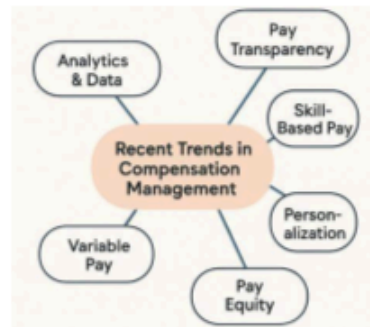 Pay
Transparency
Analytics
& Data
Skill-
Based Pay
Recent Trends in
Compensation
Management
Person-
alization
Variable
Pay
Pay
Equity